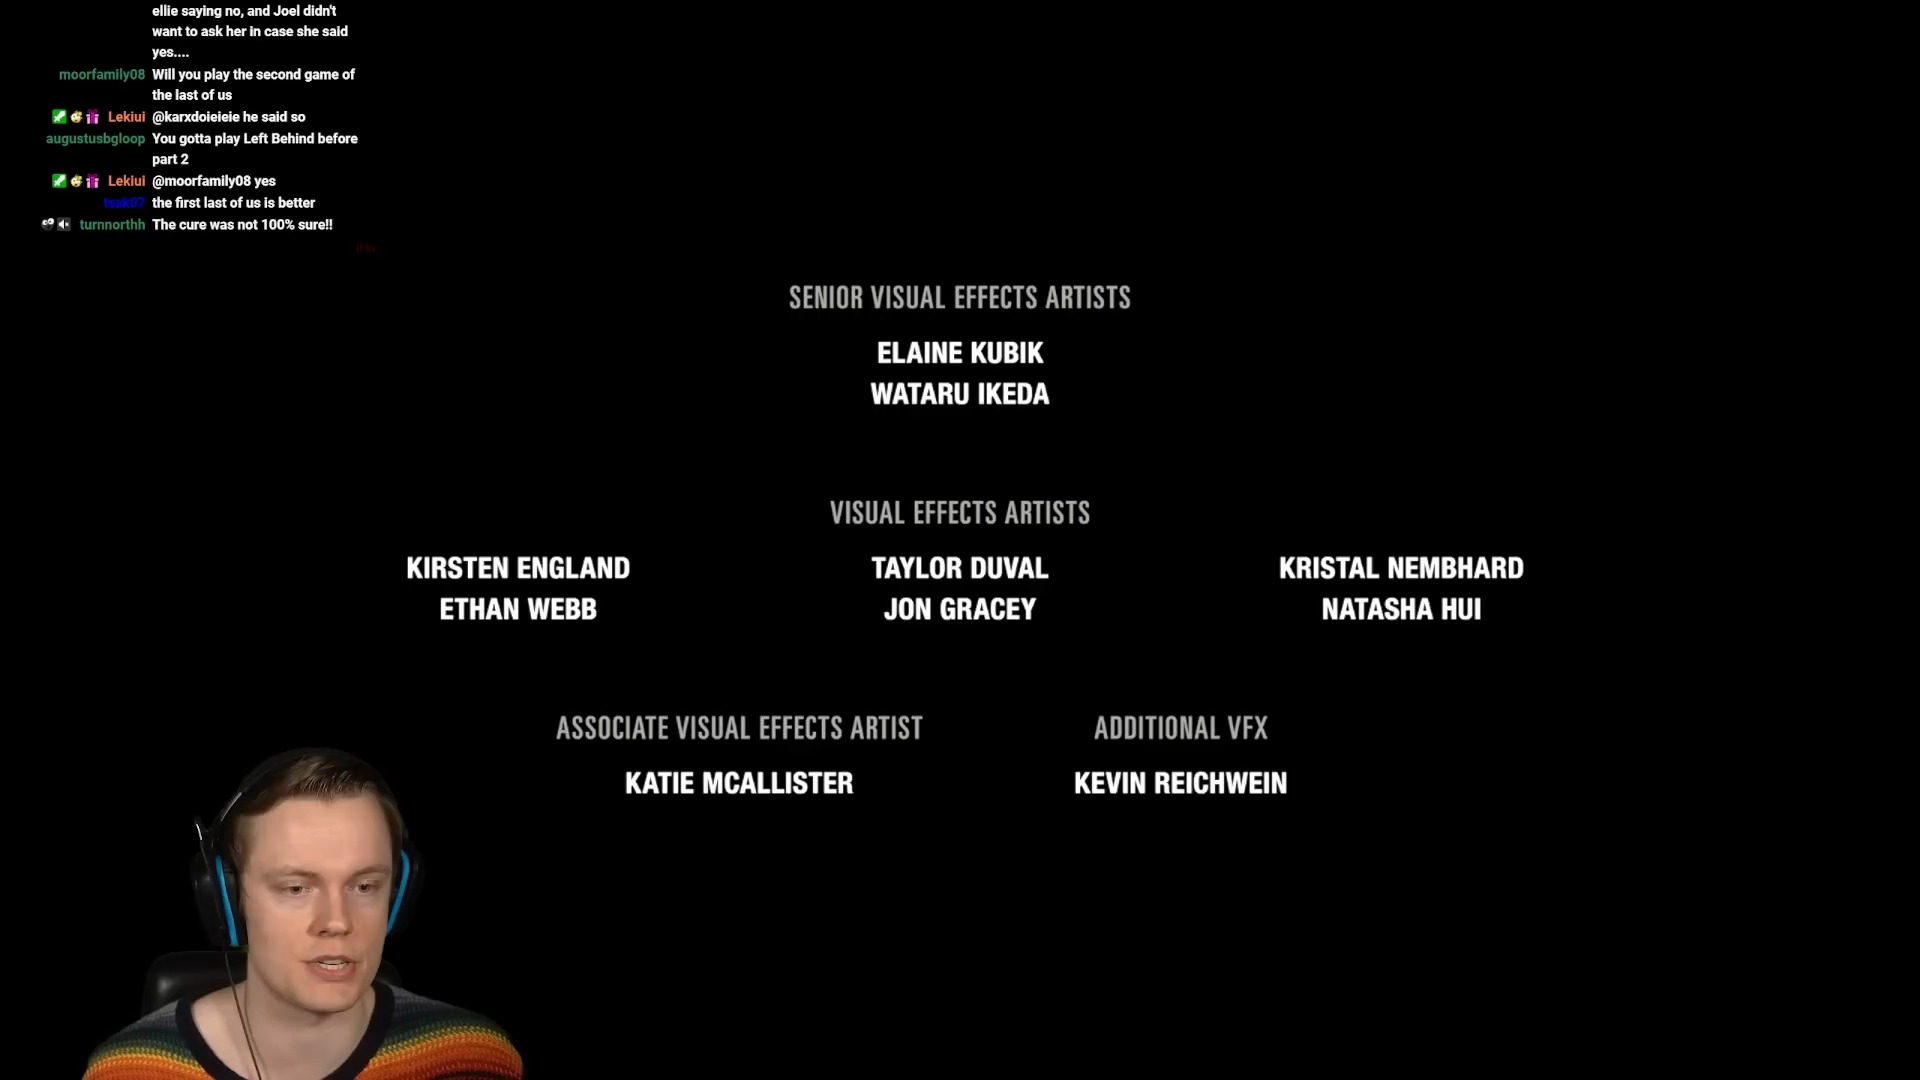 ellie saying no, and Joel didn't
want to ask her in case she said
yes....
moorfamily08 Will you play the second game of
the last of us
Lekiui @karxdoieieie he said so
augustusbgloop You gotta play Left Behind before
part 2
Lekiui @moorfamily08 yes
tsak07 the first last of us is better
turnnorthh The cure was not 100% sure!!
SENIOR VISUAL EFFECTS ARTISTS
ELAINE KUBIK
WATARU IKEDA
VISUAL EFFECTS ARTISTS
KIRSTEN ENGLAND TAYLOR DUVAL KRISTAL NEMBHARD
ETHAN WEBB JON GRACEY NATASHA HUI
ASSOCIATE VISUAL EFFECTS ARTIST ADDITIONAL VFX
KATIE MCALLISTER KEVIN REICHWEIN